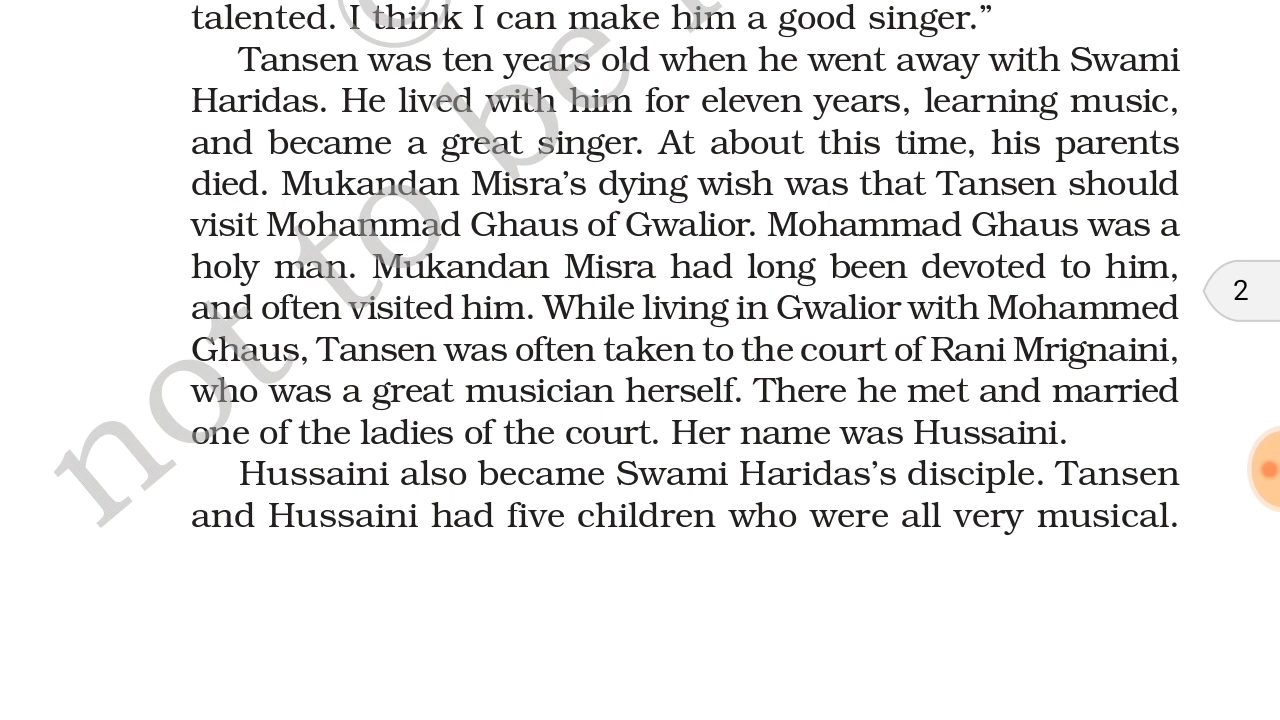 talented. I think I can make him a good singer.”
Tansen was ten years old when he went away with Swami
Haridas. He lived with him for eleven years, learning music,
and became a great singer. At about this time, his parents
died. Mukandan Misra’s dying wish was that Tansen should
visit Mohammad Ghaus of Gwalior. Mohammad Ghaus was a
holy man. Mukandan Misra had long been devoted to him,
and often visited him. While living in Gwalior with Mohammed
Ghaus, Tansen was often taken to the court of Rani Mrignaini,
who was a great musician herself. There he met and married
one of the ladies of the court. Her name was Hussaini.
Hussaini also became Swami Haridas’s disciple. Tansen
and Hussaini had five children who were all very musical.
2
not to be